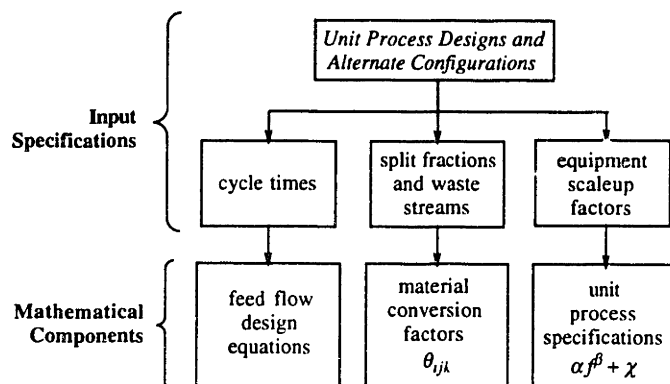 Unit Process Designs and
Alternate Configurations
Input
Specifications
cycle times
split fractions
and waste
streams
equipment
scaleup
factors
Mathematical
Components
feed flow
design
equations
material
conversion
factors
θijk
unit
process
specifications
αf^β + χ